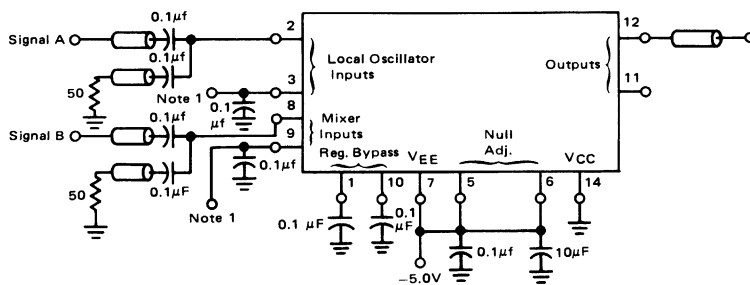 0.1μf
2
12
Signal A
Local Oscillator
Inputs
Outputs
0.1μf
3
11
50
Note 1
0.1
μf
8
0.1μf
Mixer
Inputs
Signal B
9
Null
Adj.
Reg. Bypass
VEE
VCC
0.1μf
0.1μF
50
1
10
7
5
6
14
Note 1
0.1 μF
0.1
μF
0.1μf
10μF
−5.0V